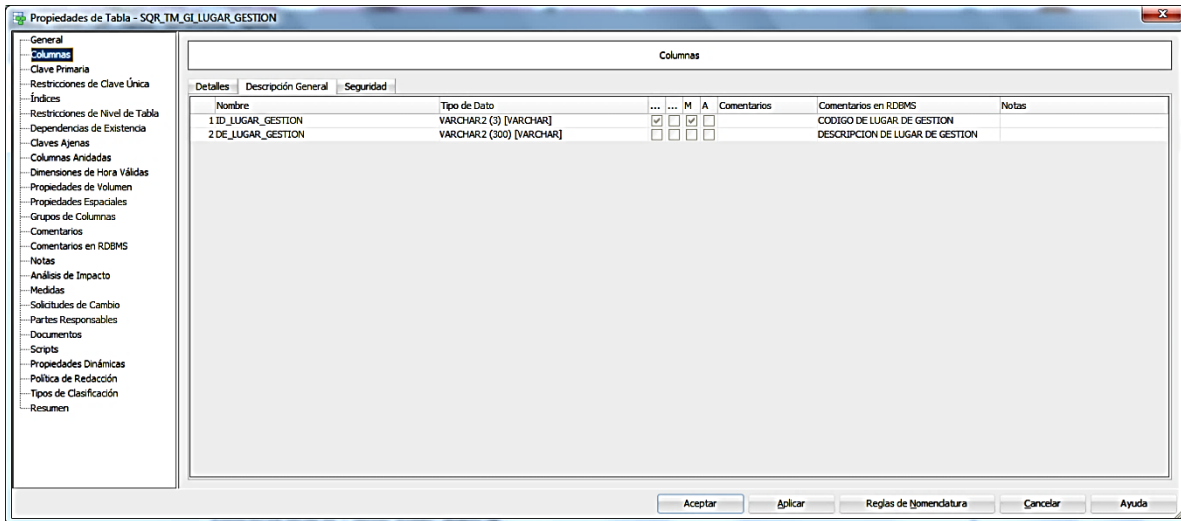 Propiedades de Tabla - SQR_TM_GI_LUGAR_GESTION
General
Columnas
Clave Primaria
Restricciones de Clave Única
Índices
Restricciones de Nivel de Tabla
Dependencias de Existencia
Claves Ajenas
Columnas Anidadas
Dimensiones de Hora Válidas
Propiedades de Volumen
Propiedades Espaciales
Grupos de Columnas
Comentarios
Comentarios en RDBMS
Notas
Análisis de Impacto
Medidas
Solicitudes de Cambio
Partes Responsables
Documentos
Scripts
Propiedades Dinámicas
Política de Redacción
Tipos de Clasificación
Resumen
Columnas
Detalles Descripción General Seguridad
Nombre Tipo de Dato ... ... M A Comentarios Comentarios en RDBMS Notas
1 ID_LUGAR_GESTION VARCHAR2 (3) [VARCHAR] CODIGO DE LUGAR DE GESTION
2 DE_LUGAR_GESTION VARCHAR2 (300) [VARCHAR] DESCRIPCION DE LUGAR DE GESTION
Aceptar Aplicar Reglas de Nomenclatura Cancelar Ayuda